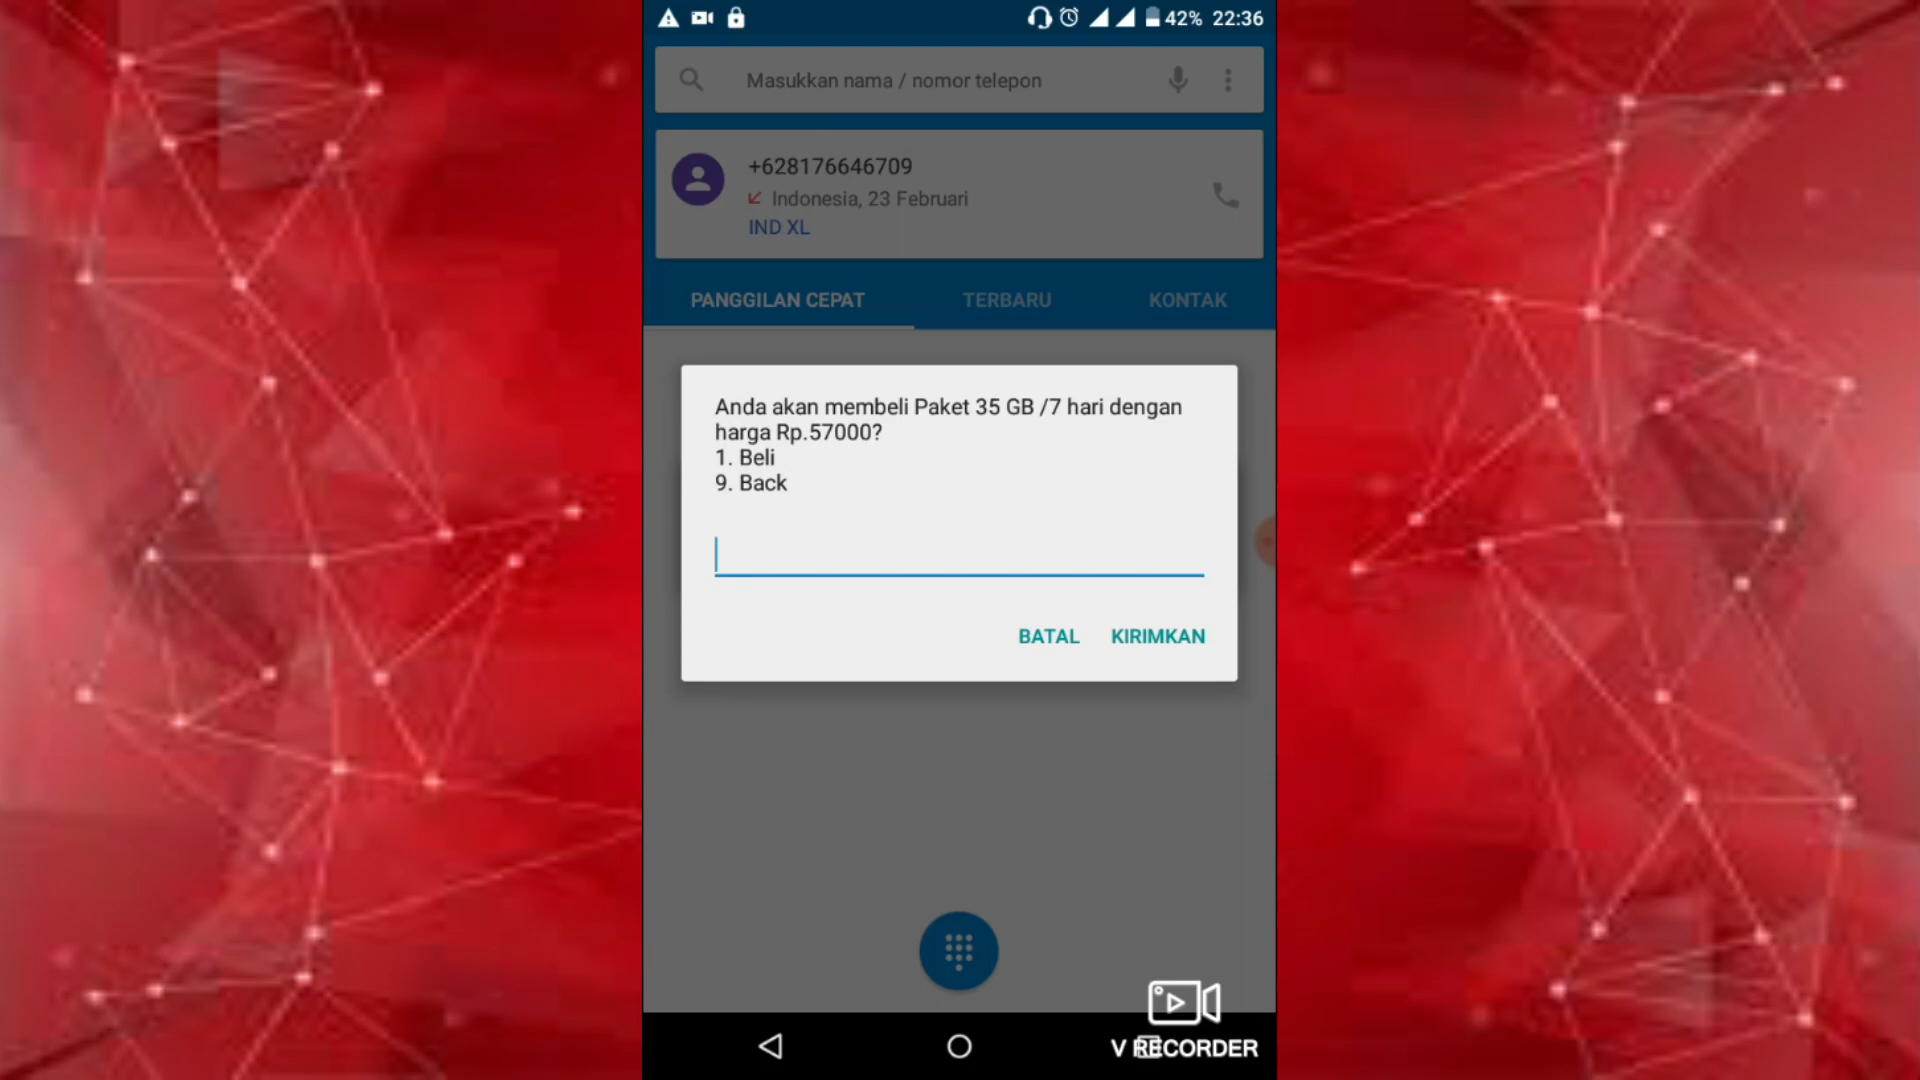 42% 22:36
Masukkan nama / nomor telepon
+628176646709
Indonesia, 23 Februari
IND XL
PANGGILAN CEPAT TERBARU KONTAK
Anda akan membeli Paket 35 GB /7 hari dengan
harga Rp.57000?
1. Beli
9. Back
BATAL KIRIMKAN
V RECORDER